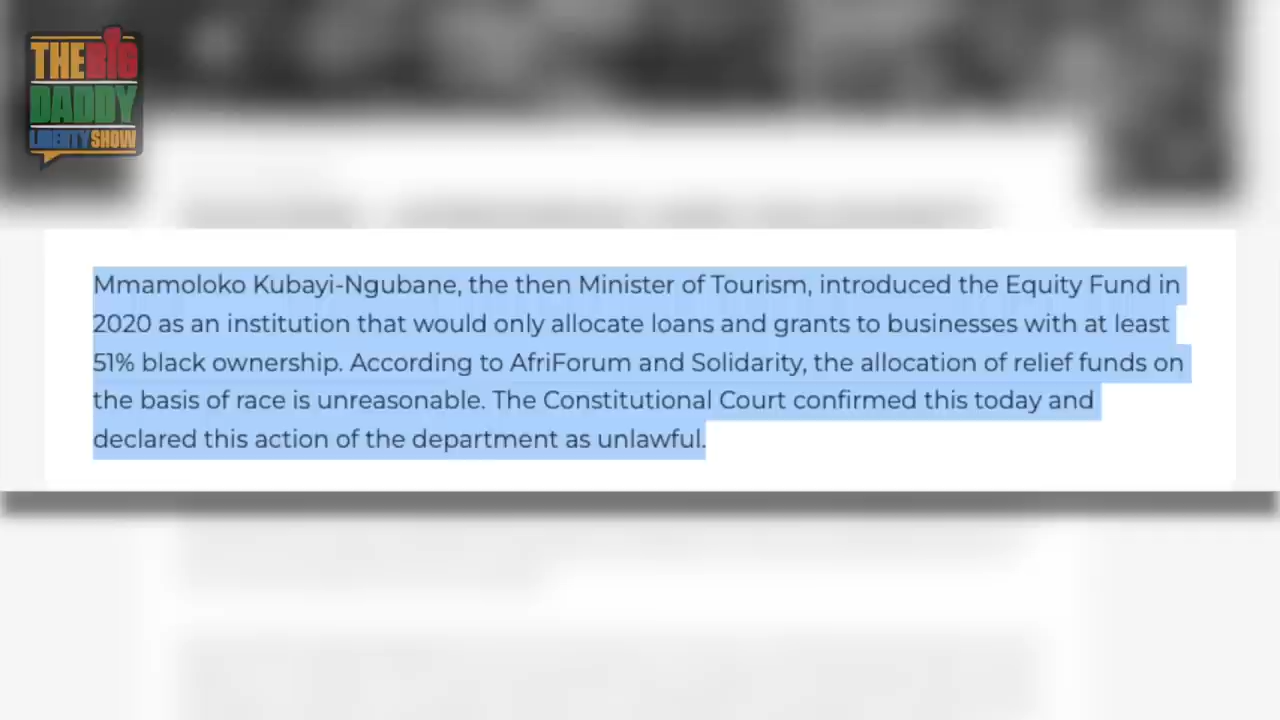 THE BIG
DADDY
LIBERTY SHOW
Mmamoloko Kubayi-Ngubane, the then Minister of Tourism, introduced the Equity Fund in
2020 as an institution that would only allocate loans and grants to businesses with at least
51% black ownership. According to AfriForum and Solidarity, the allocation of relief funds on
the basis of race is unreasonable. The Constitutional Court confirmed this today and
declared this action of the department as unlawful.